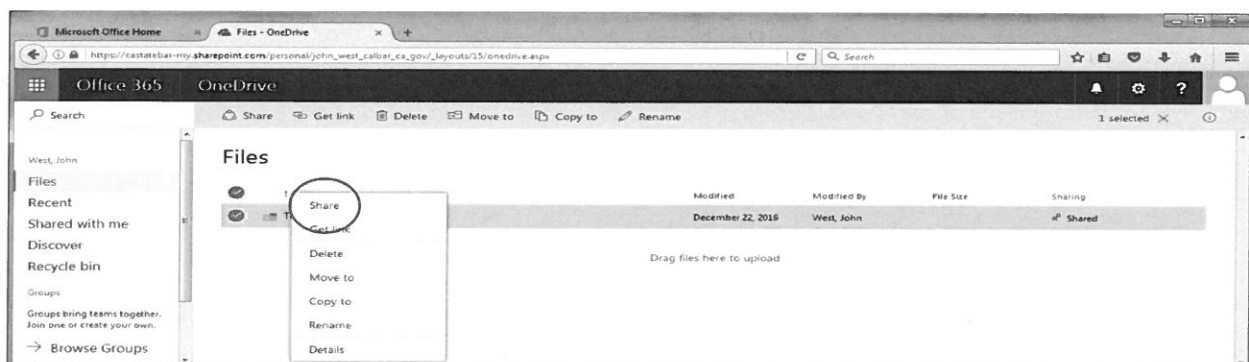 Microsoft Office Home
Files - OneDrive
https://castatebar-my.sharepoint.com/personal/john_west_calbar_ca_gov/_layouts/15/onedrive.aspx
Search
Office 365 OneDrive ?
Search
Share Get link Delete Move to Copy to Rename 1 selected
West, John
Files
Recent
Shared with me
Discover
Recycle bin
Groups
Groups bring teams together.
Join one or create your own.
Browse Groups
Files
Modified Modified By File Size Sharing
December 22, 2016 West, John Shared
Share
Get link
Delete
Move to
Copy to
Rename
Details
Drag files here to upload